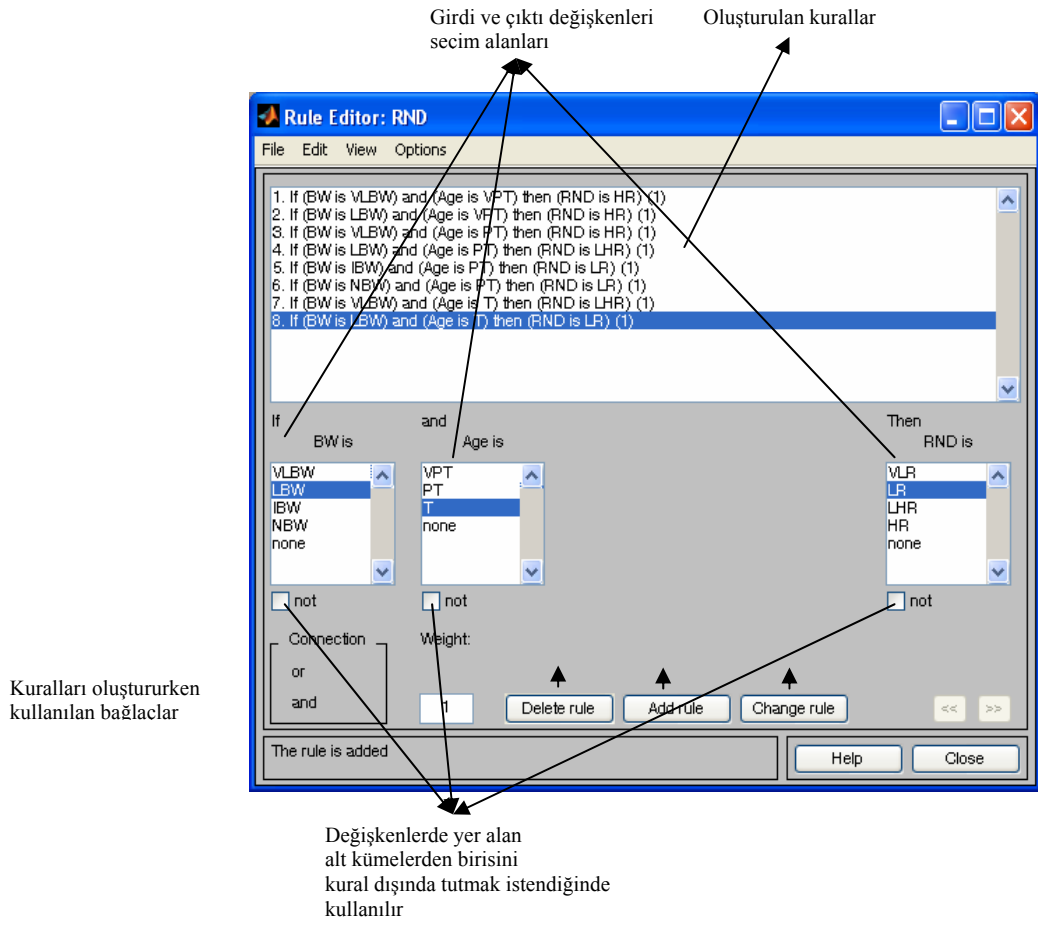 Girdi ve çıktı değişkenleri
secim alanları
Oluşturulan kurallar
Rule Editor: RND
File Edit View Options
1. If (BW is VLBW) and (Age is VPT) then (RND is HR) (1)
2. If (BW is LBW) and (Age is VPT) then (RND is HR) (1)
3. If (BW is VLBW) and (Age is PT) then (RND is HR) (1)
4. If (BW is LBW) and (Age is PT) then (RND is LHR) (1)
5. If (BW is IBW) and (Age is PT) then (RND is LR) (1)
6. If (BW is NBW) and (Age is PT) then (RND is LR) (1)
7. If (BW is VLBW) and (Age is T) then (RND is LHR) (1)
8. If (BW is LBW) and (Age is T) then (RND is LR) (1)
If
BW is
VLBW
LBW
IBW
NBW
none
not
and
Age is
VPT
PT
T
none
not
Then
RND is
VLR
LR
LHR
HR
none
not
Connection
or
and
Weight:
1
Delete rule
Add rule
Change rule
<<
>>
Kuralları oluştururken
kullanılan bağlaçlar
The rule is added
Help
Close
Değişkenlerde yer alan
alt kümelerden birisini
kural dışında tutmak istendiğinde
kullanılır